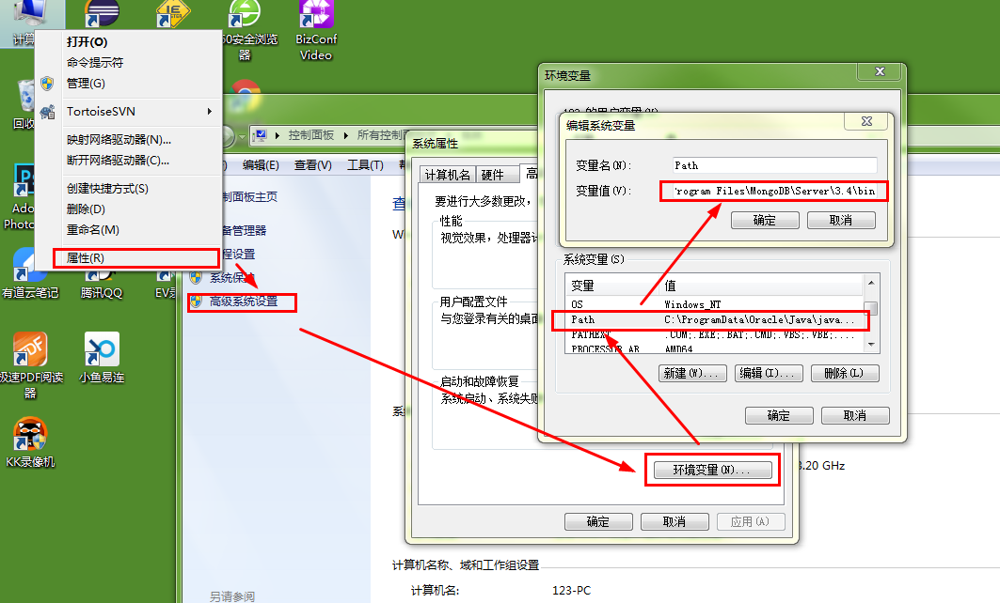 计算
打开(O)
命令提示符
管理(G)
TortoiseSVN
映射网络驱动器(N)...
断开网络驱动器(C)...
创建快捷方式(S)
删除(D)
重命名(M)
属性(R)
60安全浏览
器
BizConf
Video
回收
Ado
Photo
有道云笔记
腾讯QQ
EV录
极速PDF阅读
器
小鱼易连
KK录像机
控制面板
所有控制面
编辑(E)
查看(V)
工具(T)
制面板主页
备管理器
程设置
系统保护
高级系统设置
另请参阅
查
系统属性
计算机名
硬件
高
要进行大多数更改，
性能
视觉效果，处理器计
用户配置文件
与您登录有关的桌面
启动和故障恢复
系统启动、系统失败
环境变量(N)...
确定
取消
应用(A)
环境变量
123 的用户变量(U)
编辑系统变量
变量名(N):
Path
变量值(V):
rogram Files\MongoDB\Server\3.4\bin
确定
取消
系统变量(S)
变量
值
OS
Windows_NT
Path
C:\ProgramData\Oracle\Java\java...
PATHEXT
.COM;.EXE;.BAT;.CMD;.VBS;.VBE;....
PROCESSOR_AR
AMD64
新建(W)...
编辑(I)...
删除(L)
确定
取消
3.20 GHz
计算机名称、域和工作组设置
计算机名:
123-PC